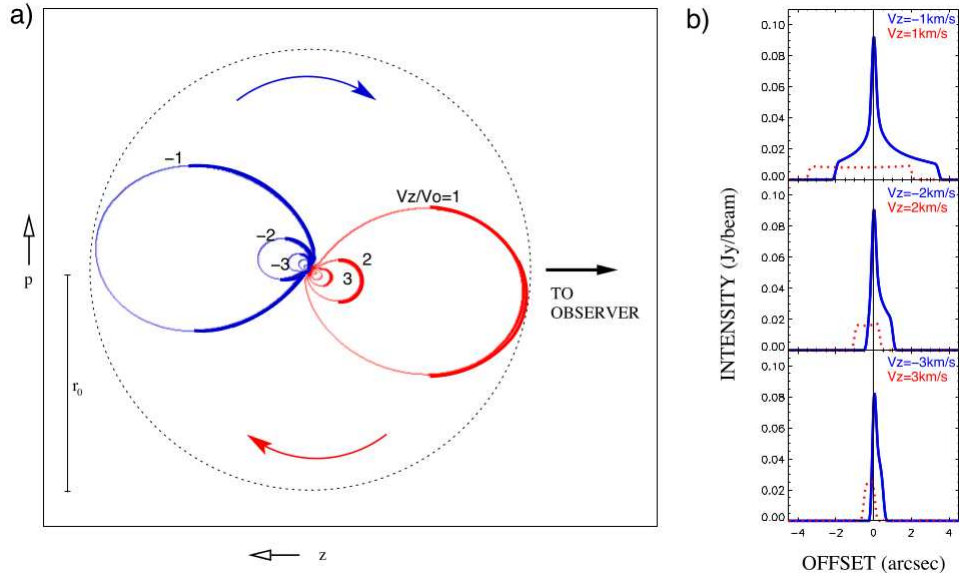 a)
-1
-2
-3
Vz/Vo=1
2
3
TO
OBSERVER
p
r0
z
b)
INTENSITY (Jy/beam)
Vz=-1km/s
Vz=1km/s
0.10
0.08
0.06
0.04
0.02
0.00
Vz=-2km/s
Vz=2km/s
0.10
0.08
0.06
0.04
0.02
0.00
Vz=-3km/s
Vz=3km/s
0.10
0.08
0.06
0.04
0.02
0.00
-4 -2 0 2 4
OFFSET (arcsec)